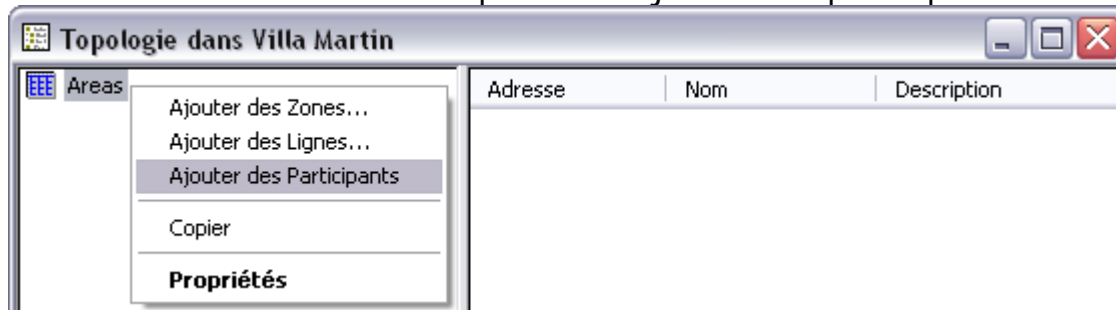 Topologie dans Villa Martin
Areas
Adresse Nom Description
Ajouter des Zones...
Ajouter des Lignes...
Ajouter des Participants
Copier
Propriétés